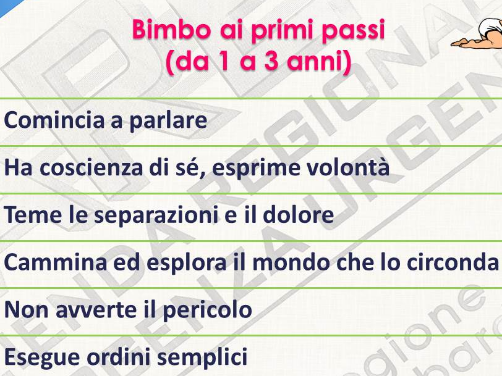 Bimbo ai primi passi
(da 1 a 3 anni)
Comincia a parlare
Ha coscienza di sé, esprime volontà
Teme le separazioni e il dolore
Cammina ed esplora il mondo che lo circonda
Non avverte il pericolo
Esegue ordini semplici